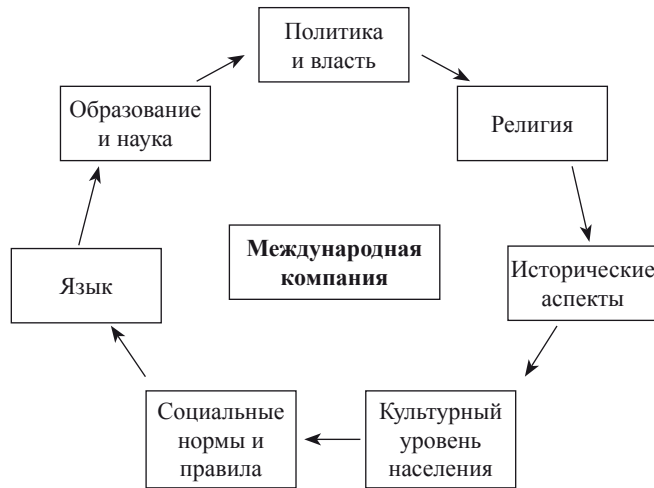 Политика
и власть
Образование
и наука
Религия
Международная
компания
Язык
Исторические
аспекты
Социальные
нормы и
правила
Культурный
уровень
населения